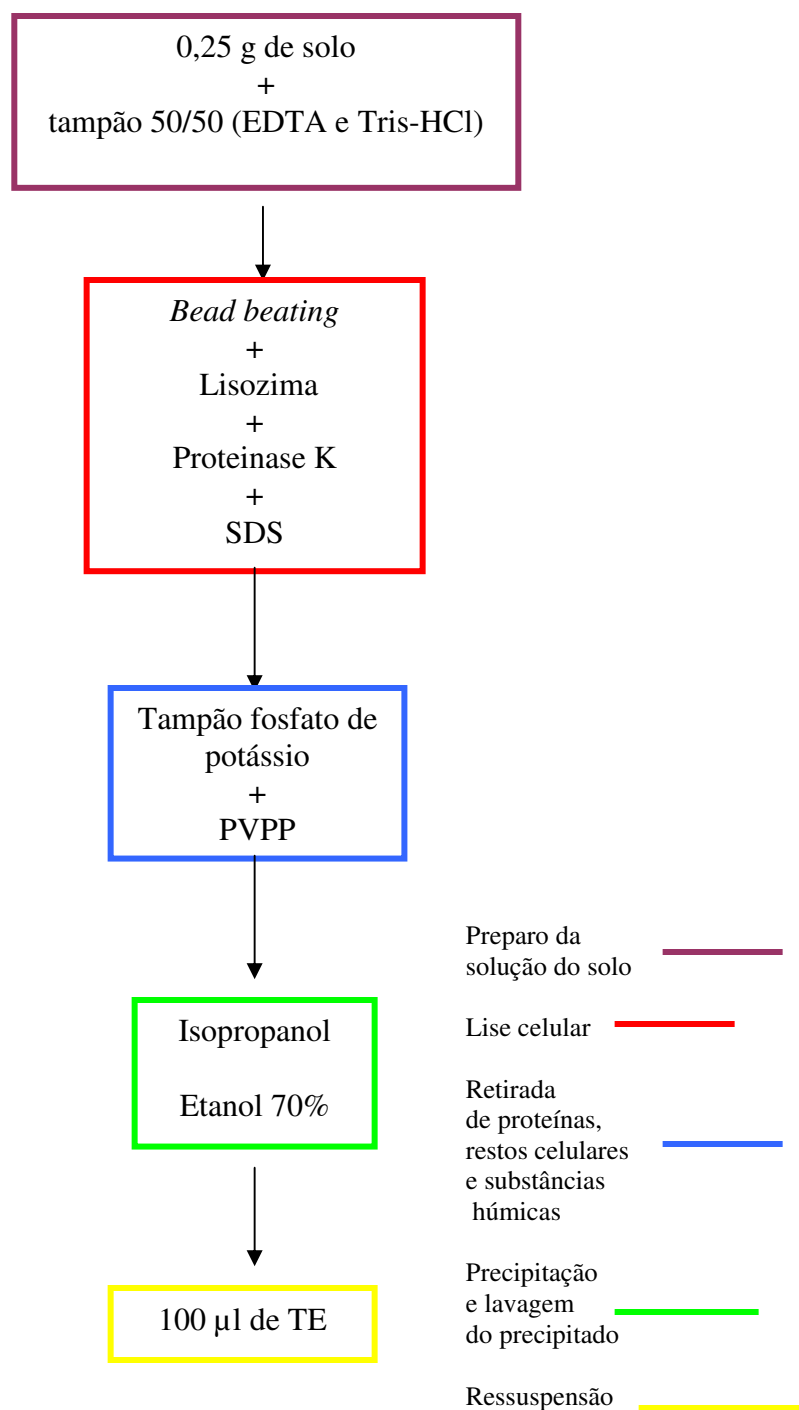 0,25 g de solo
+
tampão 50/50 (EDTA e Tris-HCl)
Bead beating
+
Lisozima
+
Proteinase K
+
SDS
Tampão fosfato de
potássio
+
PVPP
Isopropanol
Etanol 70%
100 µl de TE
Preparo da
solução do solo
Lise celular
Retirada
de proteínas,
restos celulares
e substâncias
húmicas
Precipitação
e lavagem
do precipitado
Ressuspensão